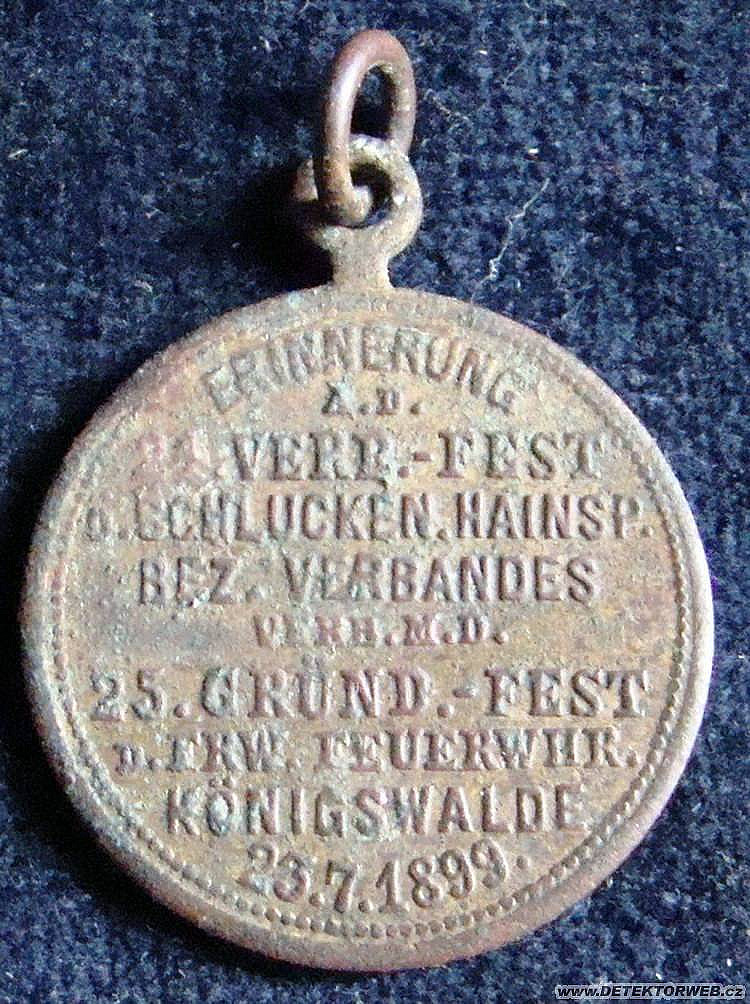 ERINNERUNG
A.D.
VERB.-FEST
D. SCHLUCKEN. HAINSP.
BEZ. VERBANDES
VERB. M. D.
25. GRÜND.-FEST
D. FRW. FEUERWHR.
KÖNIGSWALDE
23.7.1899.
www.DETEKTORWEB.cz